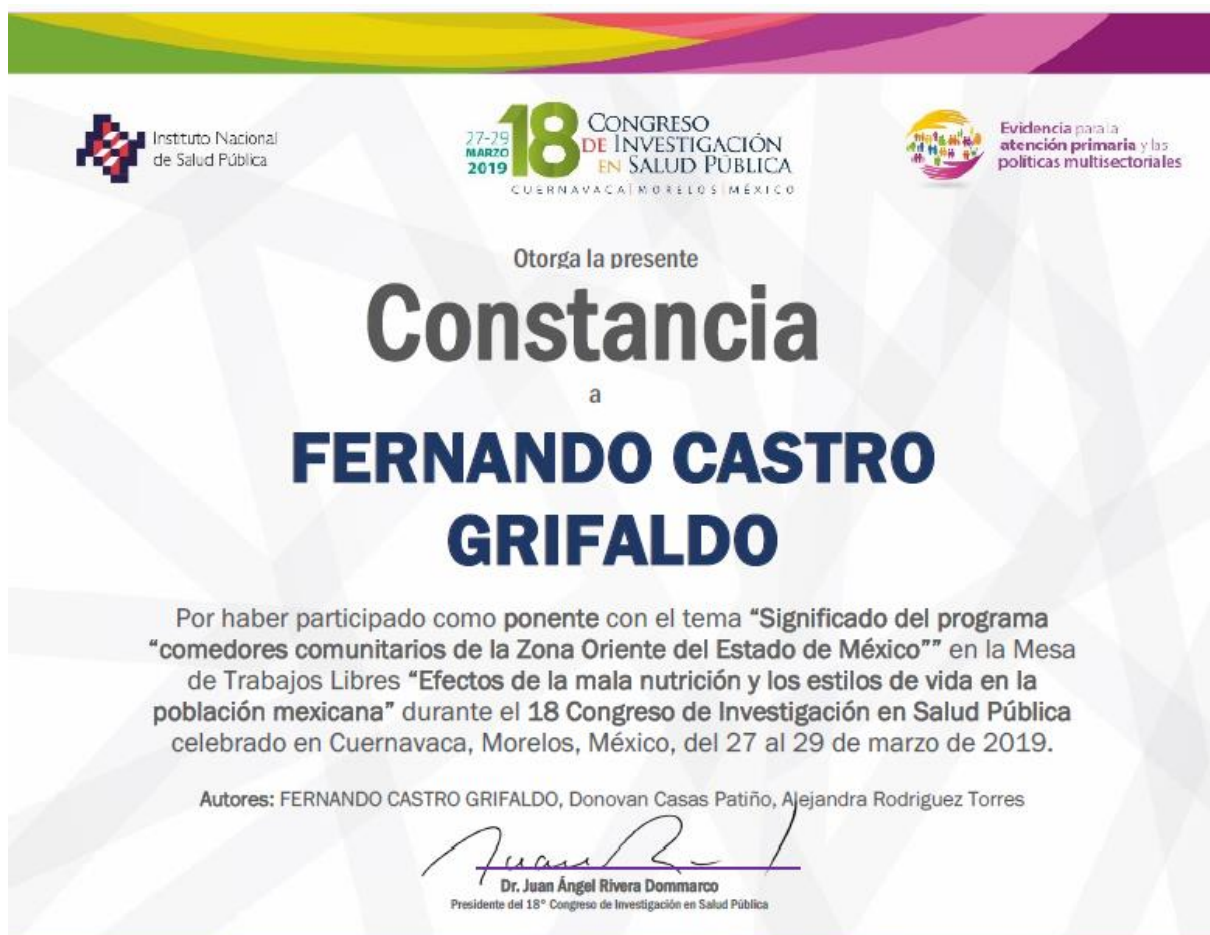 Instituto Nacional
de Salud Pública
27-29
MARZO
2019
18
CONGRESO
DE INVESTIGACIÓN
EN SALUD PÚBLICA
CUERNAVACA|MORELOS|MÉXICO
Evidencia para la
atención primaria y las
políticas multisectoriales
Otorga la presente
Constancia
a
FERNANDO CASTRO
GRIFALDO
Por haber participado como ponente con el tema “Significado del programa
“comedores comunitarios de la Zona Oriente del Estado de México”” en la Mesa
de Trabajos Libres “Efectos de la mala nutrición y los estilos de vida en la
población mexicana” durante el 18 Congreso de Investigación en Salud Pública
celebrado en Cuernavaca, Morelos, México, del 27 al 29 de marzo de 2019.
Autores: FERNANDO CASTRO GRIFALDO, Donovan Casas Patiño, Alejandra Rodriguez Torres
Dr. Juan Ángel Rivera Dommarco
Presidente del 18° Congreso de Investigación en Salud Pública